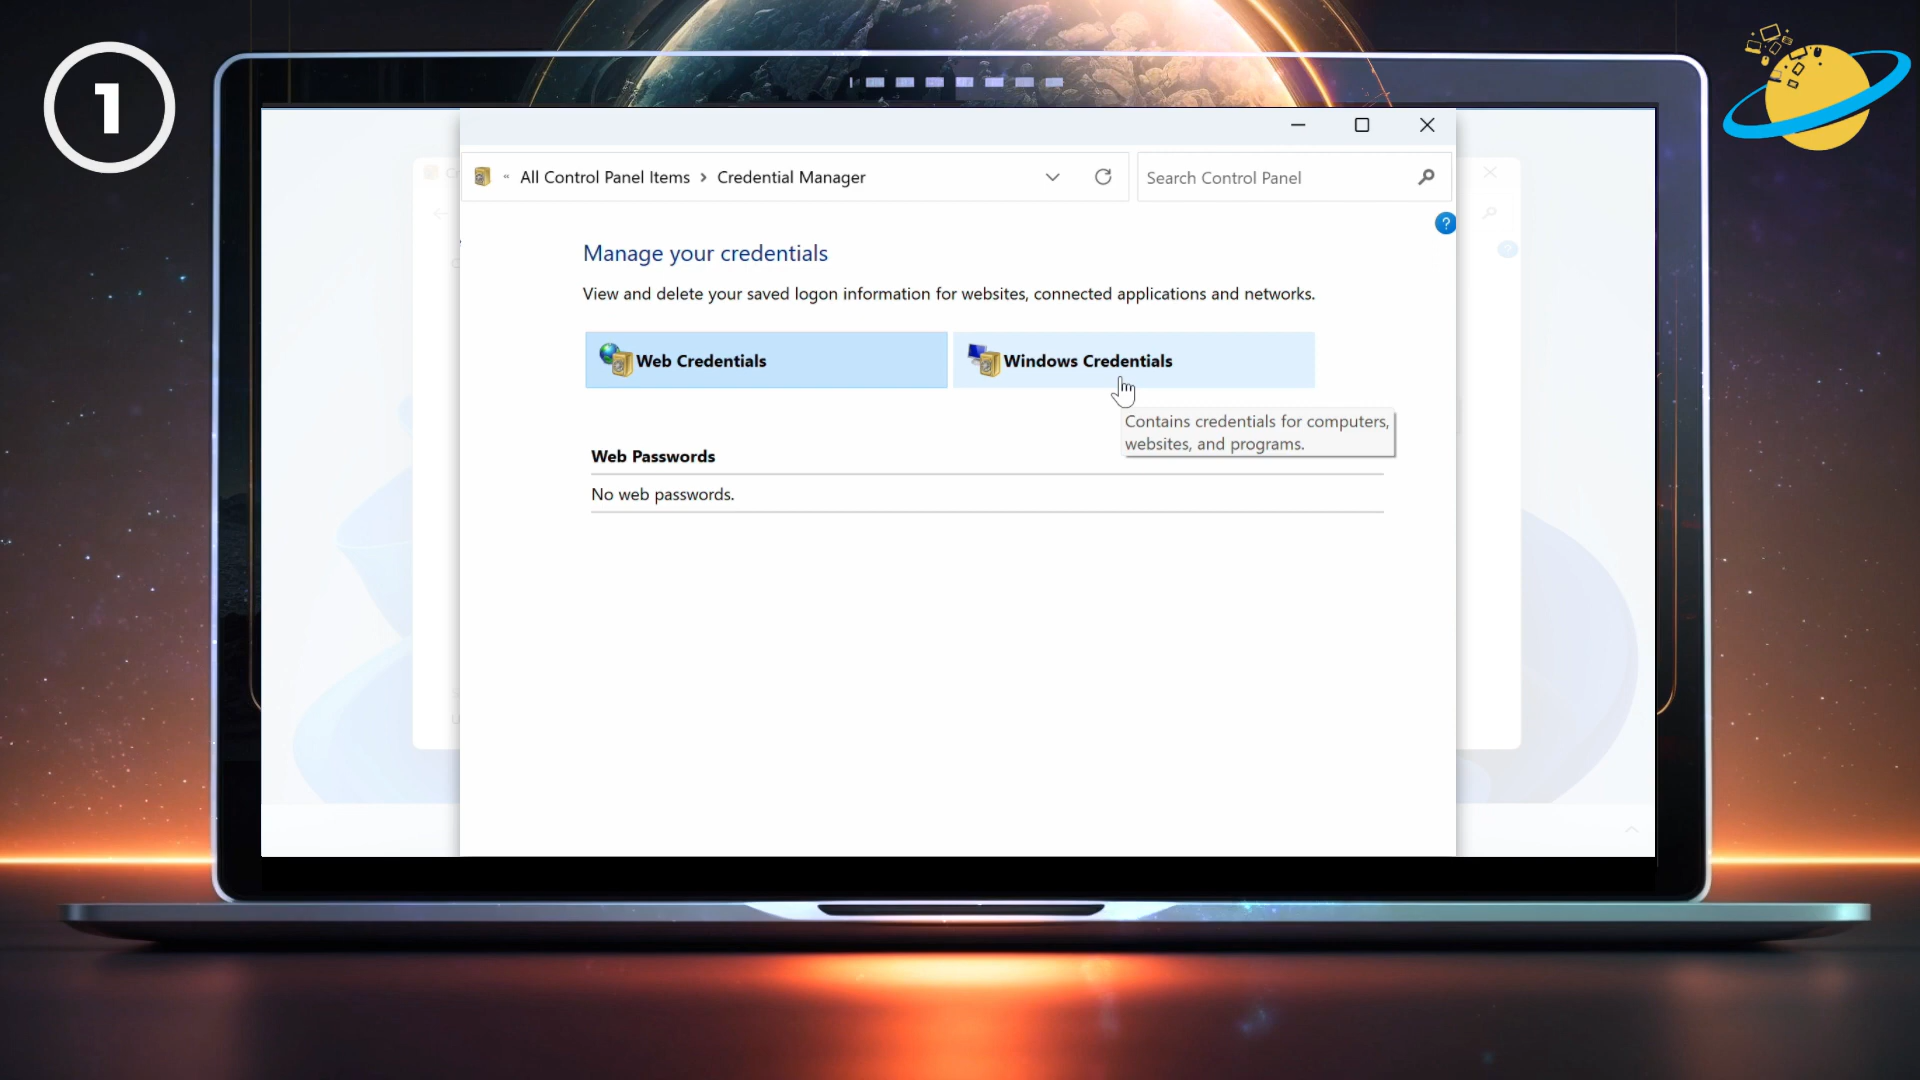 1
« All Control Panel Items > Credential Manager
Search Control Panel
?
Manage your credentials
View and delete your saved logon information for websites, connected applications and networks.
Web Credentials
Windows Credentials
Contains credentials for computers,
websites, and programs.
Web Passwords
No web passwords.